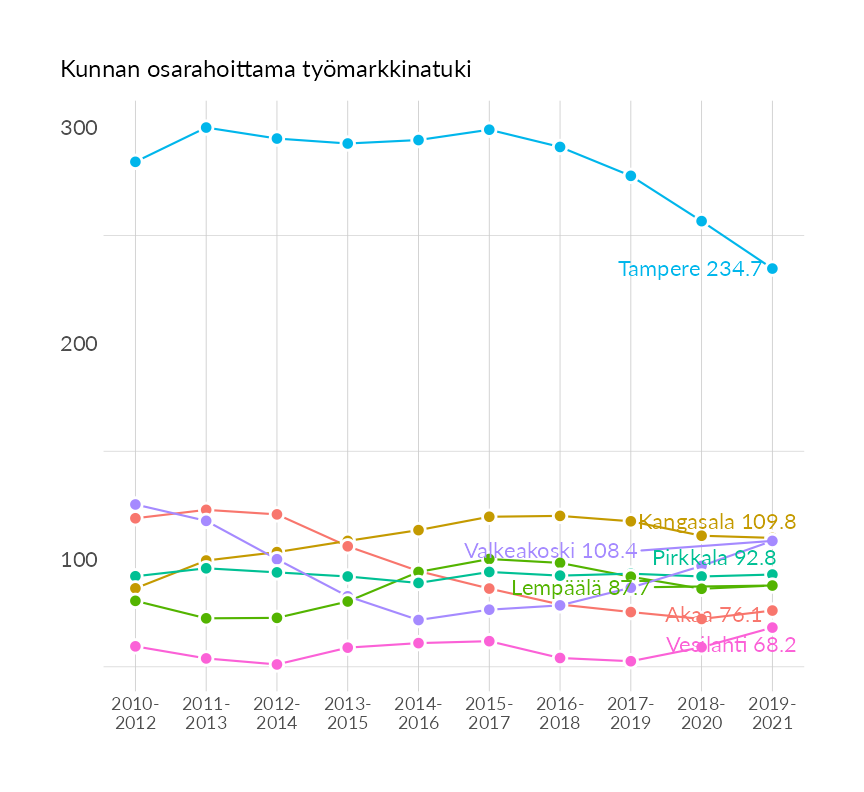 Kunnan osarahoittama työmarkkinatuki
300
Tampere 234.7
200
Kangasala 109.8
Valkeakoski 108.4
Pirkkala 92.8
100
Lempäälä 87.7
Akaa 76.1
Vesilahti 68.2
2010- 2011- 2012- 2013- 2014- 2015- 2016- 2017- 2018- 2019-
2012 2013 2014 2015 2016 2017 2018 2019 2020 2021